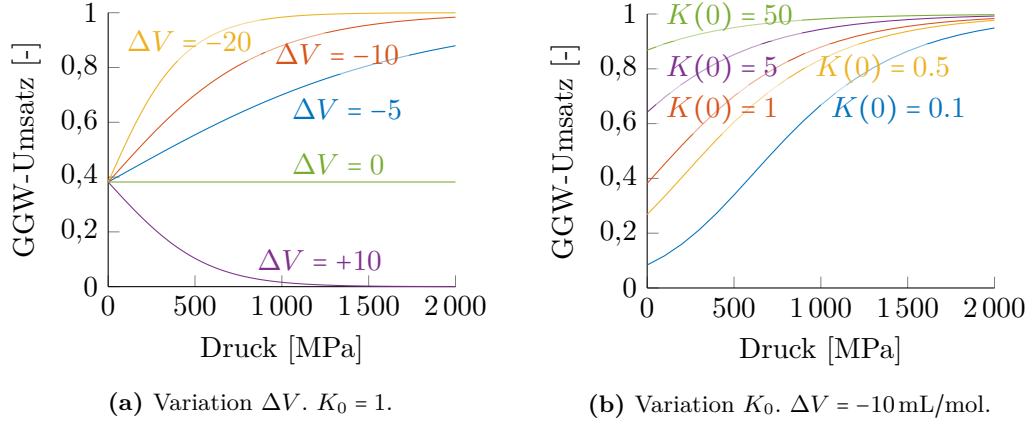 GGW-Umsatz [-]
1
0,8
0,6
0,4
0,2
0
ΔV = −20
ΔV = −10
ΔV = −5
ΔV = 0
ΔV = +10
0 500 1 000 1 500 2 000
Druck [MPa]
(a) Variation ΔV. K₀ = 1.
GGW-Umsatz [-]
1
0,8
0,6
0,4
0,2
0
K(0) = 50
K(0) = 5 K(0) = 0.5
K(0) = 1 K(0) = 0.1
0 500 1 000 1 500 2 000
Druck [MPa]
(b) Variation K₀. ΔV = −10 mL/mol.